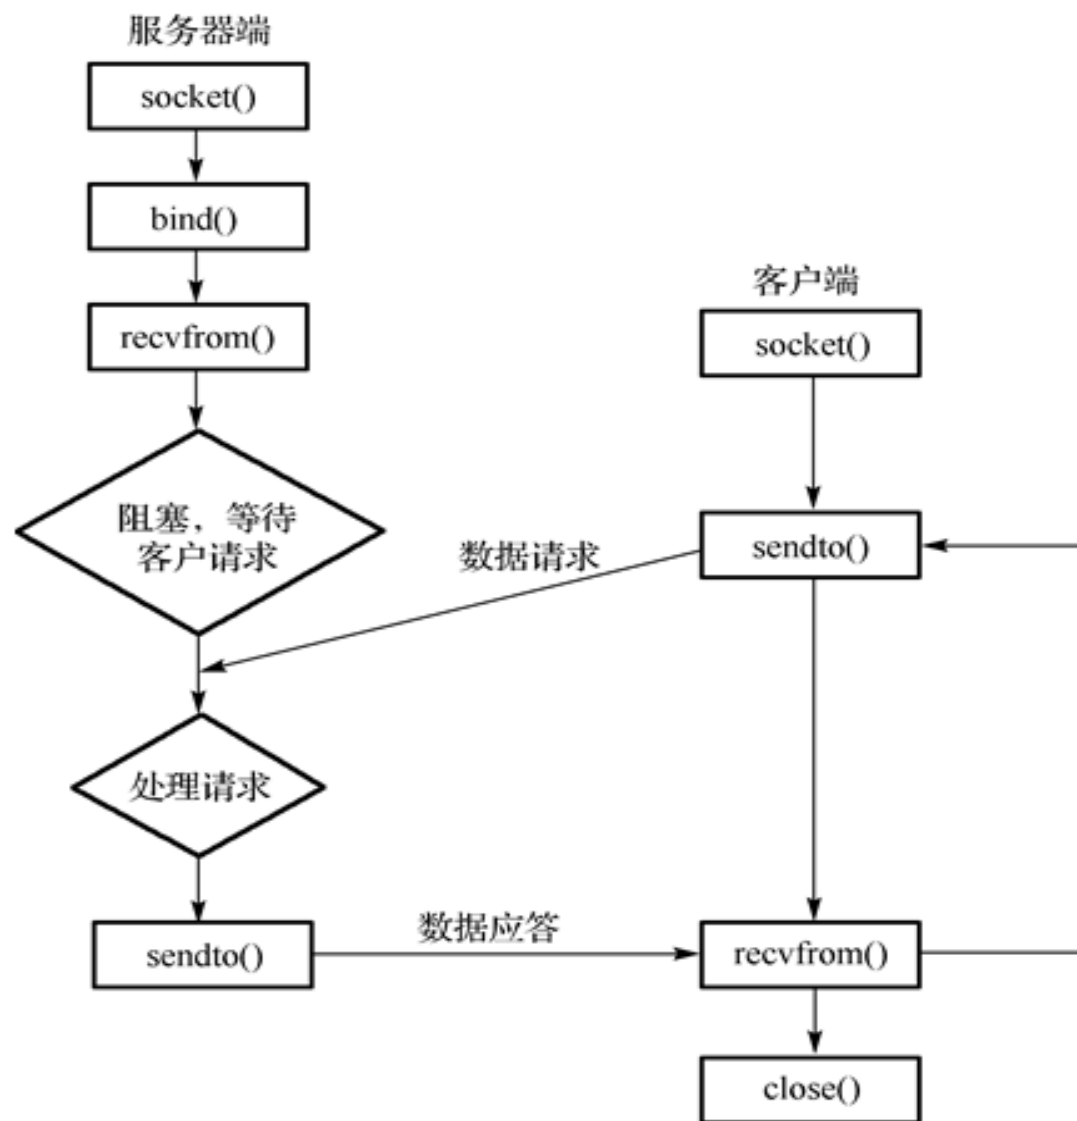 服务器端
socket()
bind()
recvfrom()
阻塞，等待
客户请求
处理请求
sendto()
客户端
socket()
sendto()
recvfrom()
close()
数据请求
数据应答